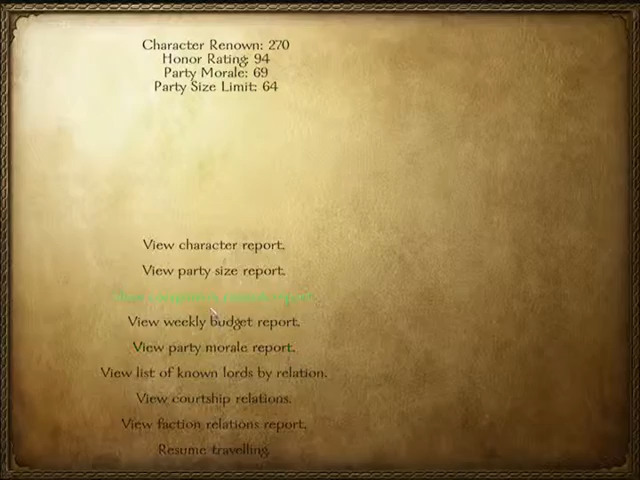 Character Renown: 270
Honor Rating: 94
Party Morale: 69
Party Size Limit: 64
View character report.
View party size report.
View report.
View weekly budget report.
View party morale report.
View list of known lords by relation.
View courtship relations.
View faction relations report.
Resume travelling.